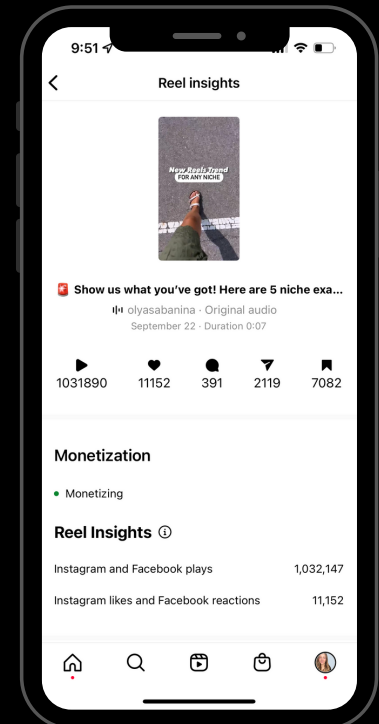 9:51
Reel insights
New Reels Trend
FOR ANY NICHE
🚨 Show us what you've got! Here are 5 niche exa...
olyasabanina · Original audio
September 22 · Duration 0:07
1031890 11152 391 2119 7082
Monetization
Monetizing
Reel Insights
Instagram and Facebook plays 1,032,147
Instagram likes and Facebook reactions 11,152